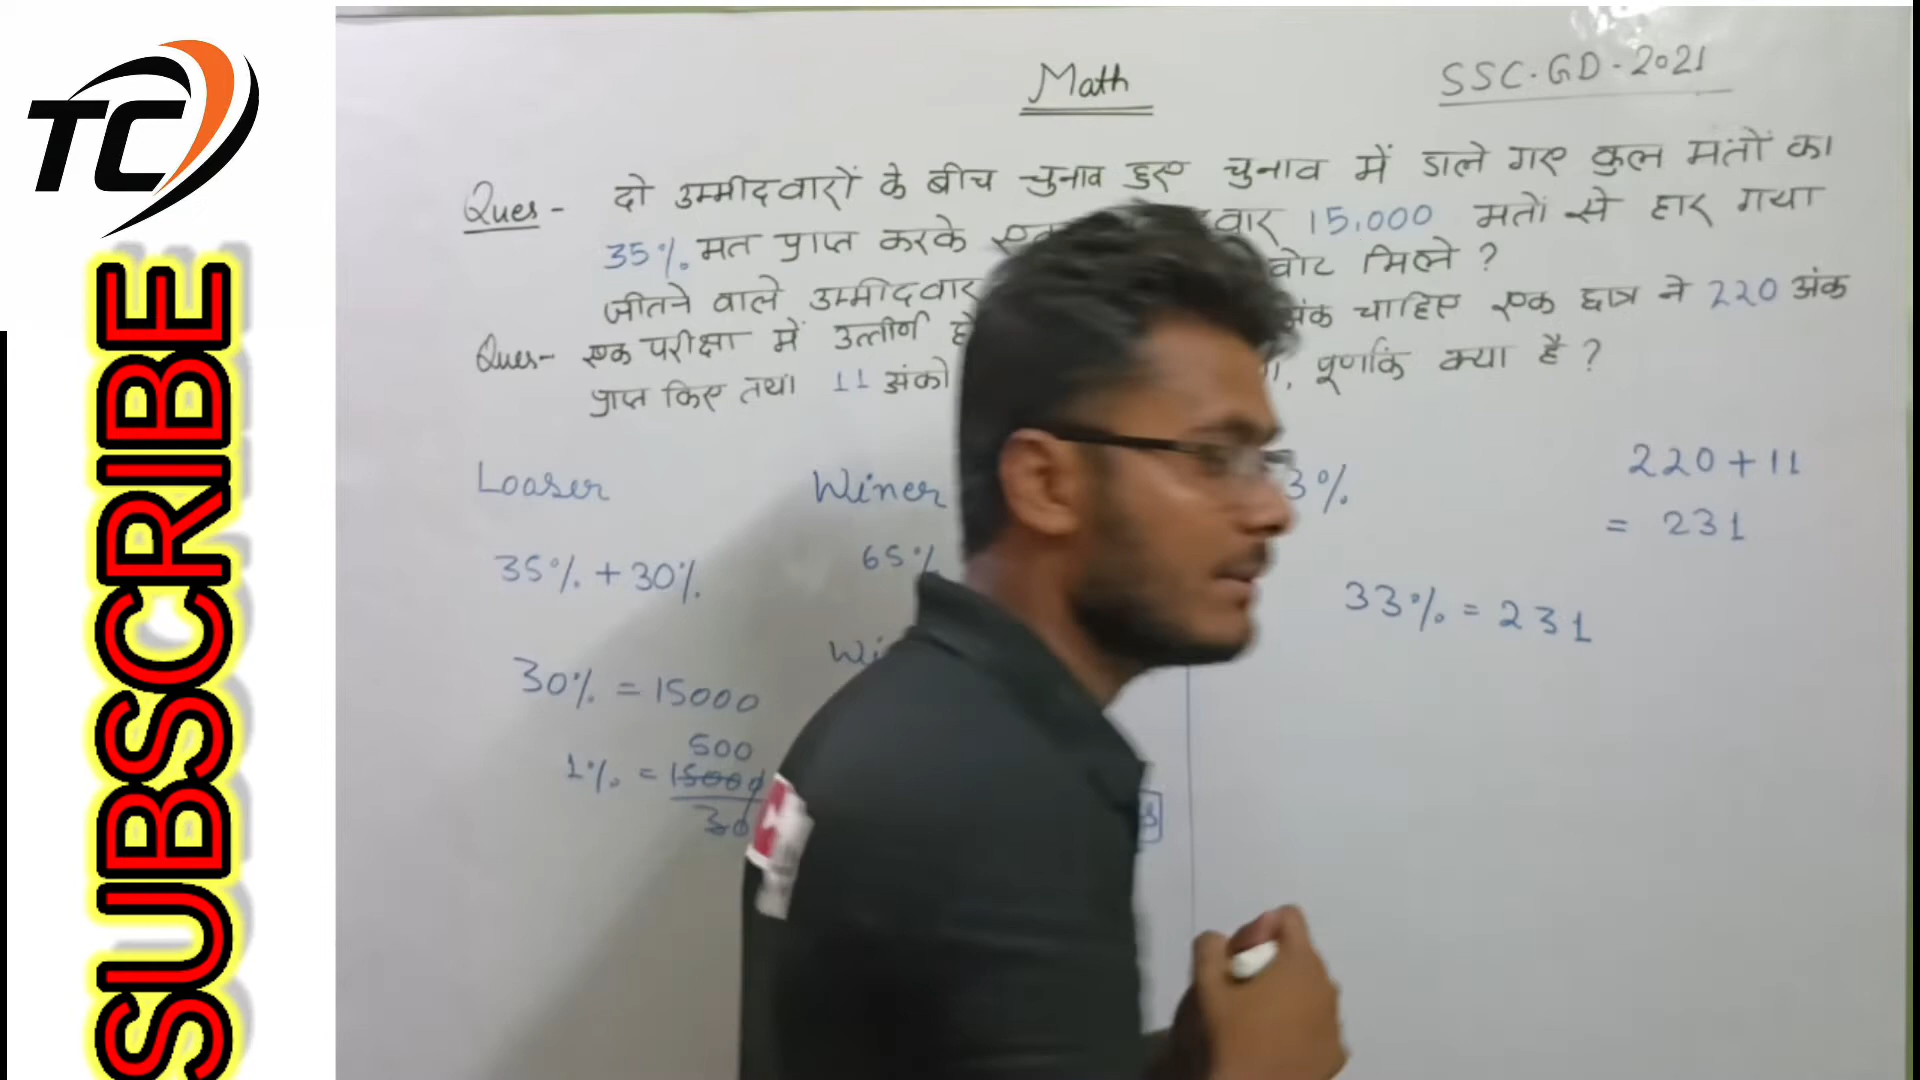 TC
SUBSCRIBE
Math
SSC-GD-2021
Ques - दो उम्मीदवारों के बीच चुनाव हुए चुनाव में डाले गए कुल मतों का
35% मत प्राप्त करके 15,000 मतों से हार गया
जीतने वाले उम्मीदवार वोट मिले ?
Ques- एक परीक्षा में उत्तीर्ण चाहिए एक छात्र ने 220 अंक
प्राप्त किए तथा 11 अंको पूर्णांक क्या है ?
Loaser Winer 3%
220+11
= 231
35% + 30% 65%
33% = 231
30% = 15000
500
1% = 15000
30